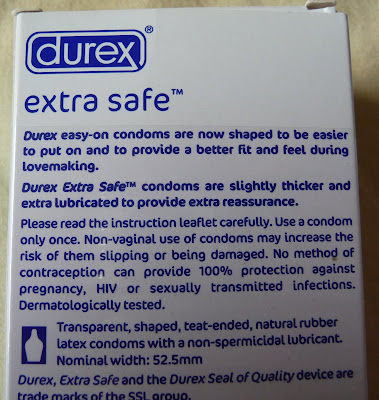 durex
extra safe™
Durex easy-on condoms are now shaped to be easier
to put on and to provide a better fit and feel during
lovemaking.
Durex Extra Safe™ condoms are slightly thicker and
extra lubricated to provide extra reassurance.
Please read the instruction leaflet carefully. Use a condom
only once. Non-vaginal use of condoms may increase the
risk of them slipping or being damaged. No method of
contraception can provide 100% protection against
pregnancy, HIV or sexually transmitted infections.
Dermatologically tested.
Transparent, shaped, teat-ended, natural rubber
latex condoms with a non-spermicidal lubricant.
Nominal width: 52.5mm
Durex, Extra Safe and the Durex Seal of Quality device are
trade marks of the SSL group.